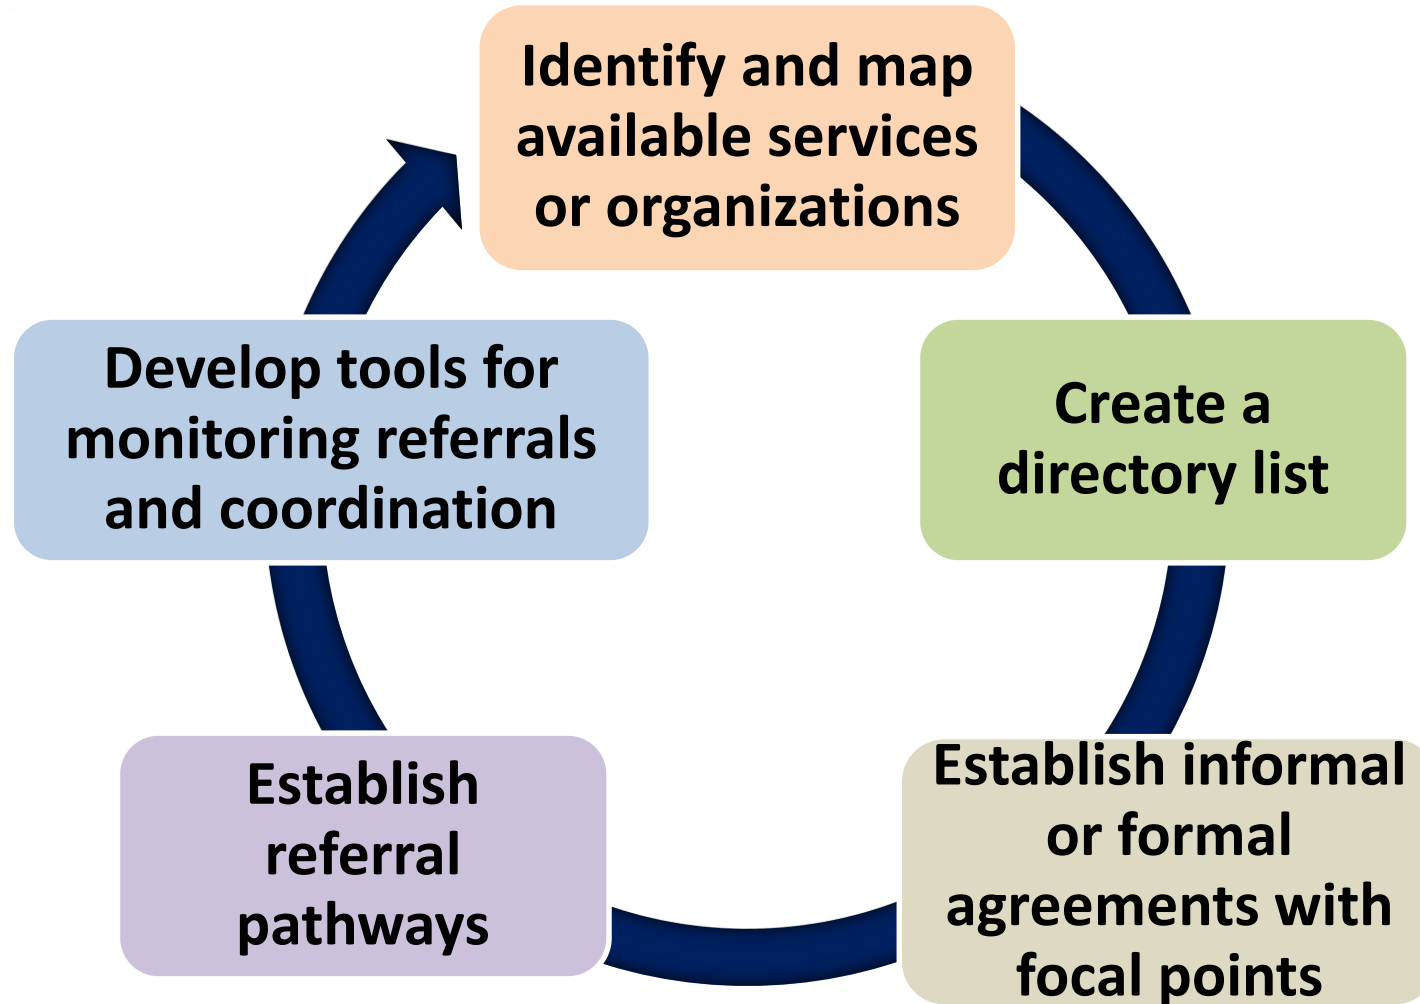 Identify and map
available services
or organizations
Create a
directory list
Establish informal
or formal
agreements with
focal points
Establish
referral
pathways
Develop tools for
monitoring referrals
and coordination